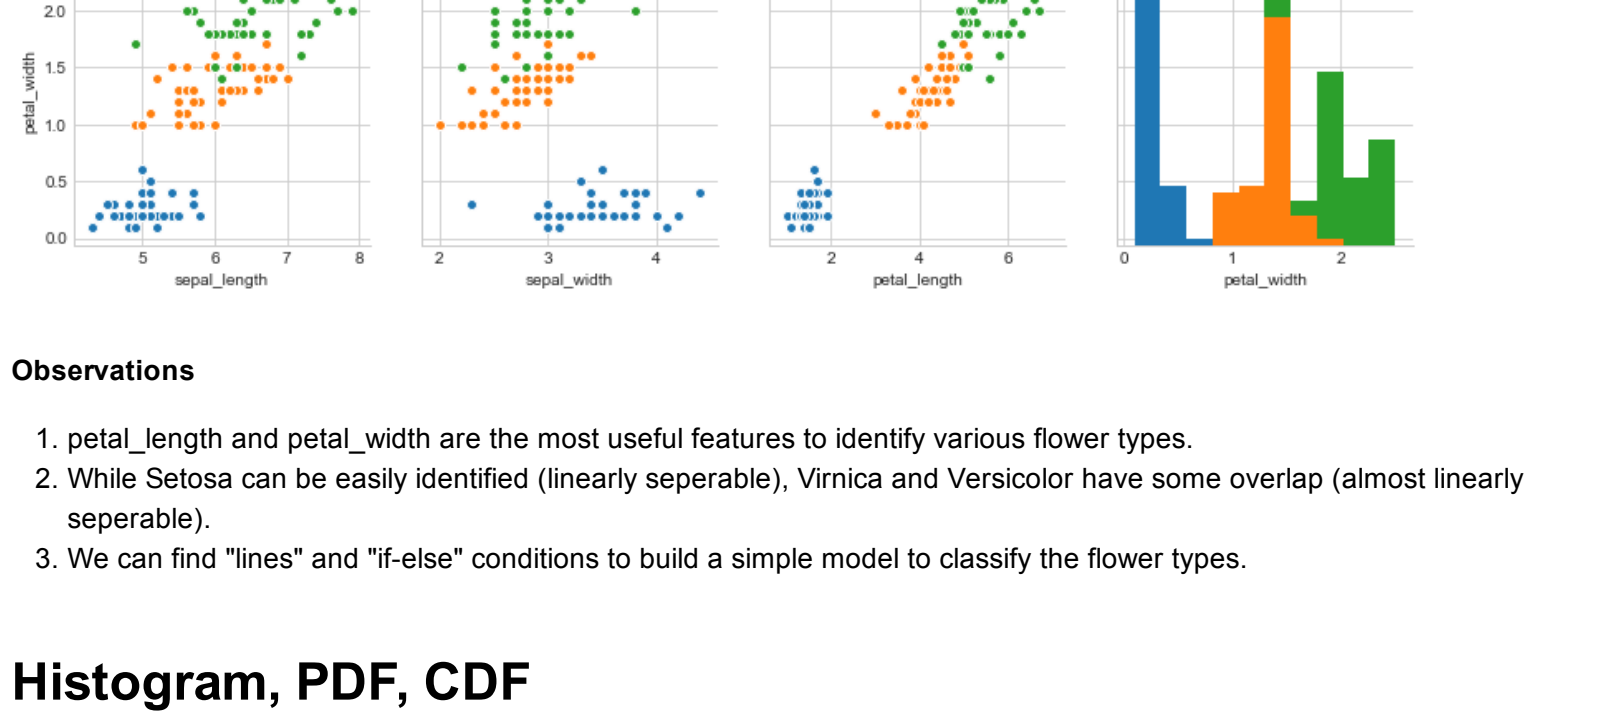 2.0
1.5
1.0
0.5
0.0
petal_width
5 6 7 8
2 3 4
2 4 6
0 1 2
sepal_length
sepal_width
petal_length
petal_width
Observations
1. petal_length and petal_width are the most useful features to identify various flower types.
2. While Setosa can be easily identified (linearly seperable), Virnica and Versicolor have some overlap (almost linearly
seperable).
3. We can find "lines" and "if-else" conditions to build a simple model to classify the flower types.
Histogram, PDF, CDF